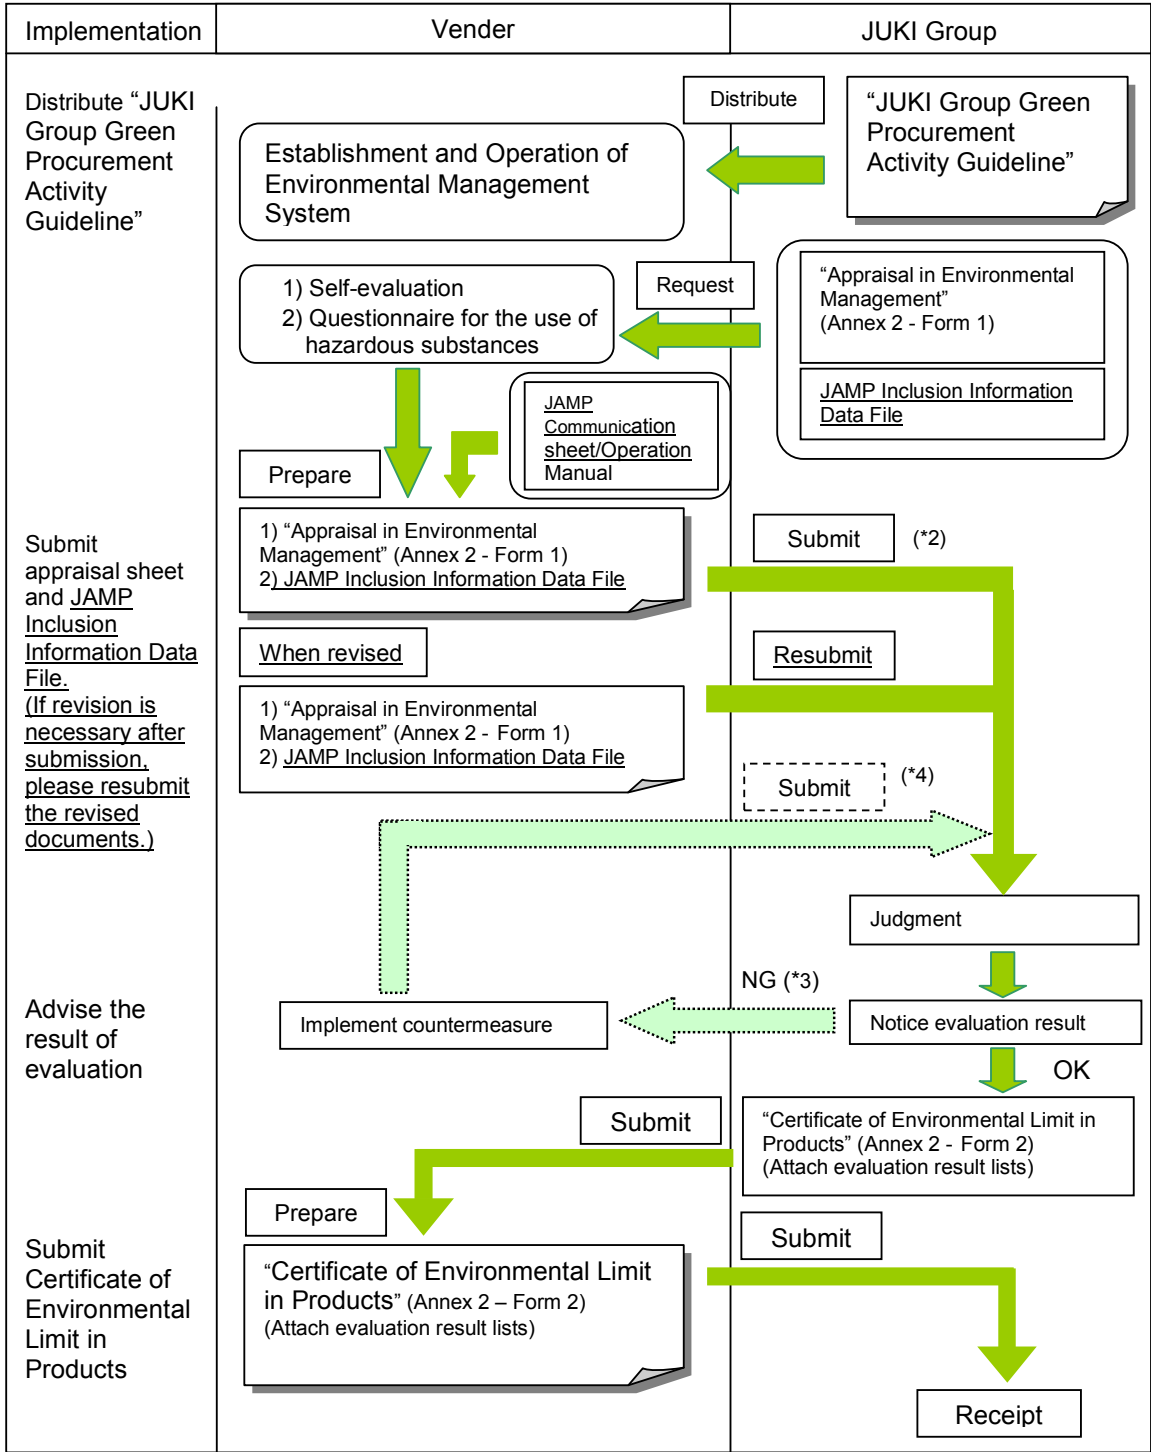 Implementation
Vender
JUKI Group
Distribute “JUKI
Group Green
Procurement
Activity
Guideline”
Distribute
“JUKI Group Green
Procurement
Activity Guideline”
Establishment and Operation of
Environmental Management
System
1) Self-evaluation
2) Questionnaire for the use of
hazardous substances
Request
“Appraisal in Environmental
Management”
(Annex 2 - Form 1)
JAMP Inclusion Information
Data File
JAMP
Communication
sheet/Operation
Manual
Prepare
Submit
appraisal sheet
and JAMP
Inclusion
Information Data
File.
(If revision is
necessary after
submission,
please resubmit
the revised
documents.)
1) “Appraisal in Environmental
Management” (Annex 2 - Form 1)
2) JAMP Inclusion Information Data File
Submit
(*2)
When revised
Resubmit
1) “Appraisal in Environmental
Management” (Annex 2 - Form 1)
2) JAMP Inclusion Information Data File
Submit
(*4)
Judgment
Advise the
result of
evaluation
Implement countermeasure
NG (*3)
Notice evaluation result
OK
Submit
“Certificate of Environmental Limit in
Products” (Annex 2 - Form 2)
(Attach evaluation result lists)
Prepare
Submit
Certificate of
Environmental
Limit in
Products
“Certificate of Environmental Limit
in Products” (Annex 2 – Form 2)
(Attach evaluation result lists)
Submit
Receipt